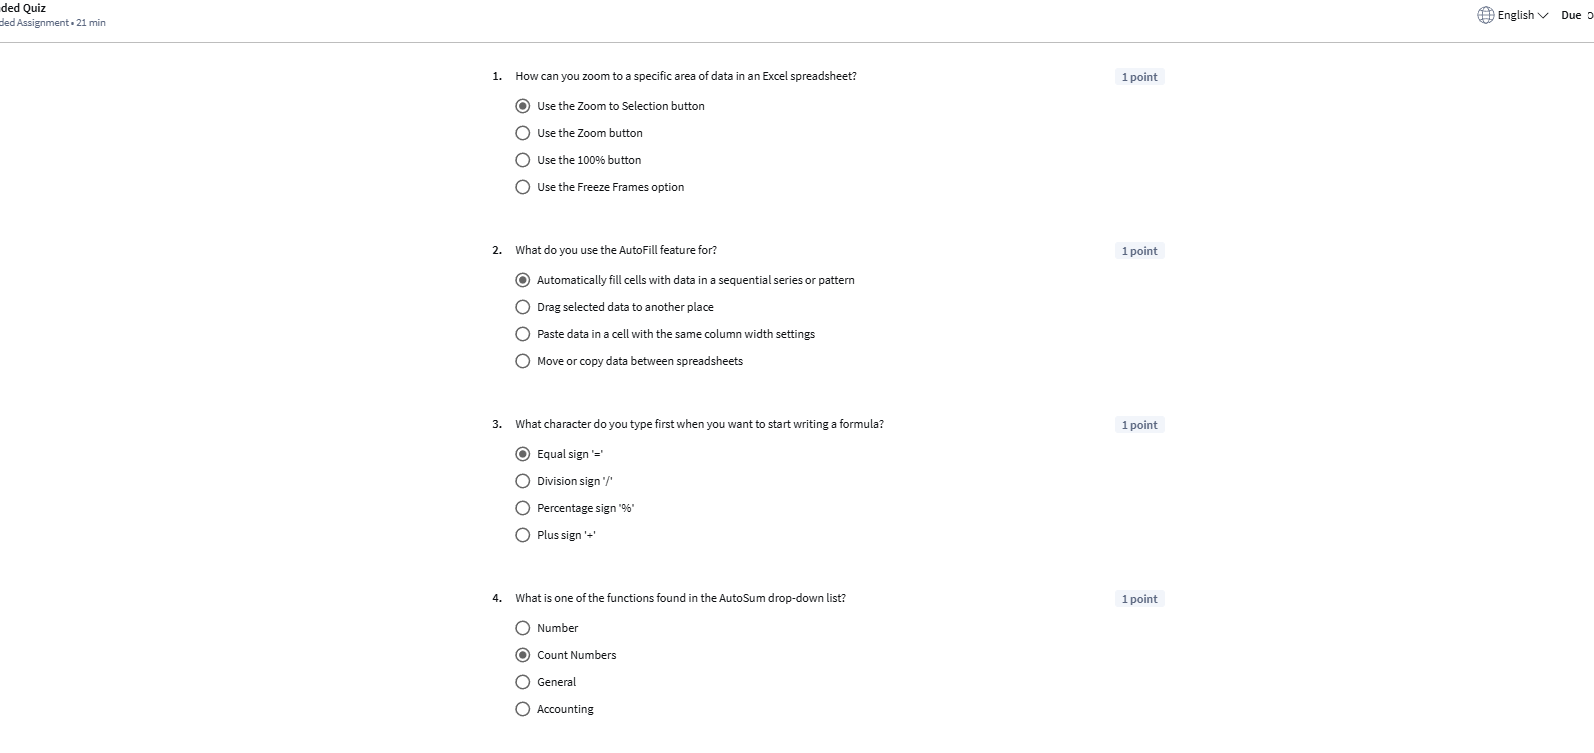 ded Quiz
ded Assignment • 21 min
English
Due
1. How can you zoom to a specific area of data in an Excel spreadsheet?
1 point
Use the Zoom to Selection button
Use the Zoom button
Use the 100% button
Use the Freeze Frames option
2. What do you use the AutoFill feature for?
1 point
Automatically fill cells with data in a sequential series or pattern
Drag selected data to another place
Paste data in a cell with the same column width settings
Move or copy data between spreadsheets
3. What character do you type first when you want to start writing a formula?
1 point
Equal sign '='
Division sign '/'
Percentage sign '%'
Plus sign '+'
4. What is one of the functions found in the AutoSum drop-down list?
1 point
Number
Count Numbers
General
Accounting